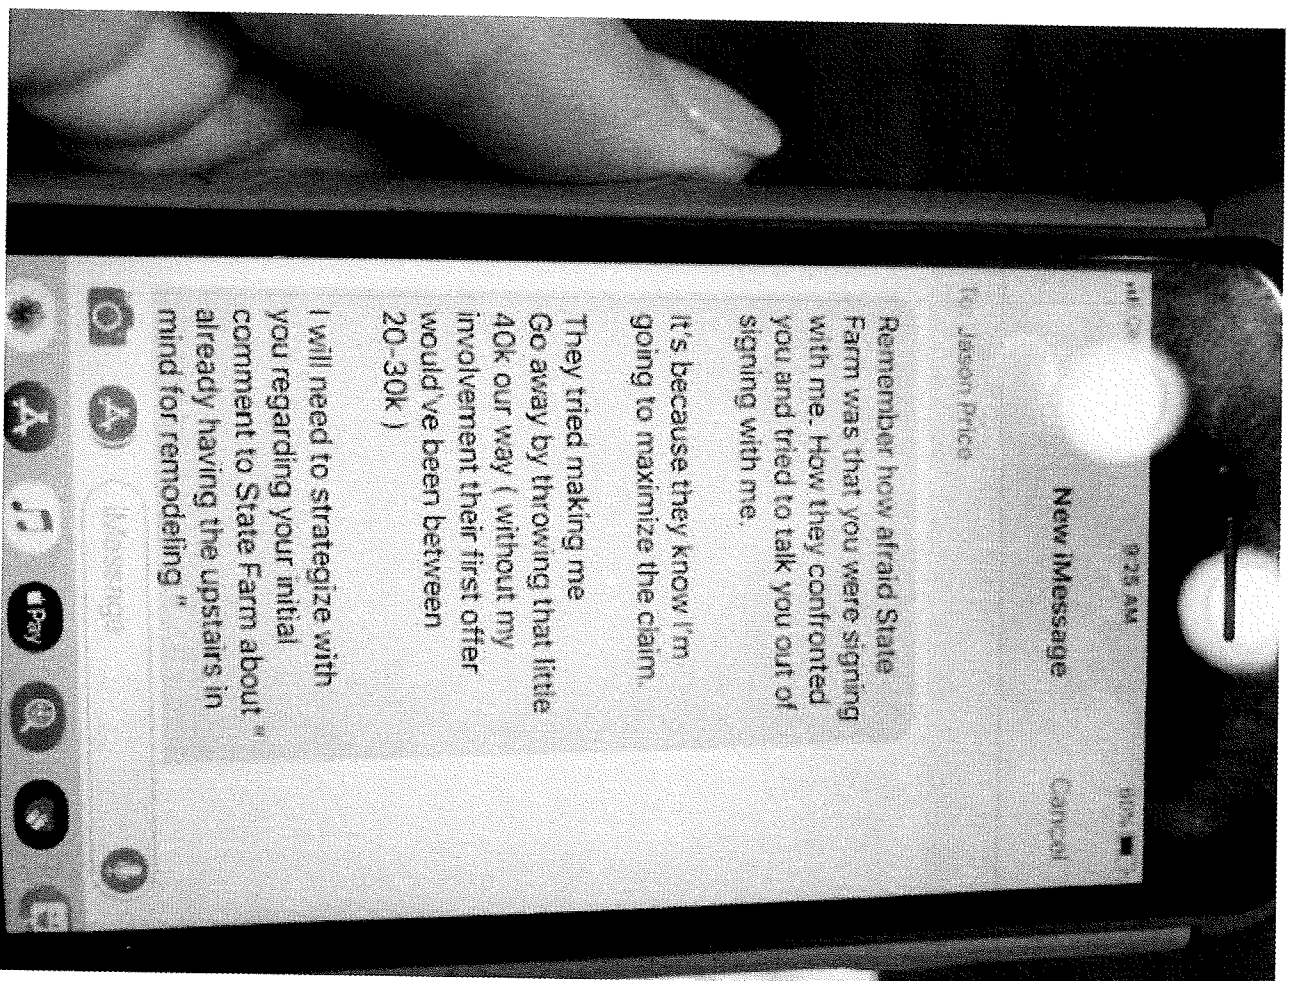 9:25 AM
New iMessage
Cancel
To: Jason Price
Remember how afraid State
Farm was that you were signing
with me. How they confronted
you and tried to talk you out of
signing with me.
It's because they know I'm
going to maximize the claim.
They tried making me
Go away by throwing that little
40k our way ( without my
involvement their first offer
would've been between
20-30k )
I will need to strategize with
you regarding your initial
comment to State Farm about "
already having the upstairs in
mind for remodeling "
iMessage
Pay